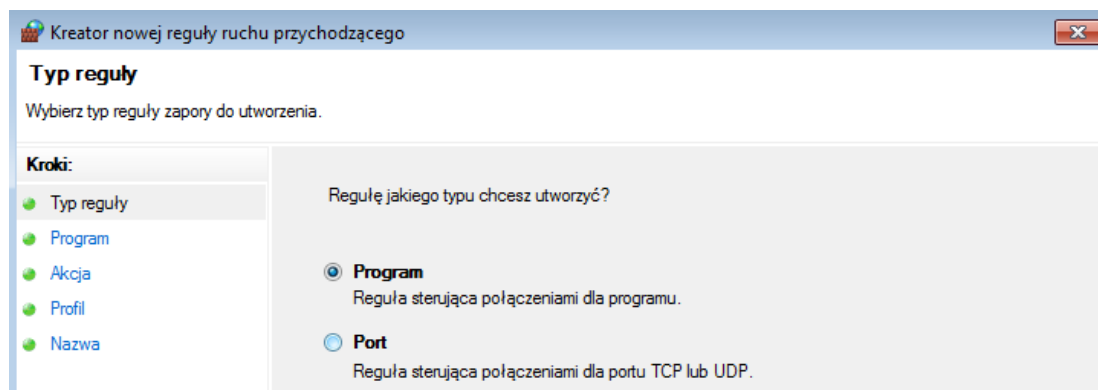 Kreator nowej reguły ruchu przychodzącego
Typ reguły
Wybierz typ reguły zapory do utworzenia.
Kroki:
Typ reguły
Program
Akcja
Profil
Nazwa
Regułę jakiego typu chcesz utworzyć?
Program
Reguła sterująca połączeniami dla programu.
Port
Reguła sterująca połączeniami dla portu TCP lub UDP.